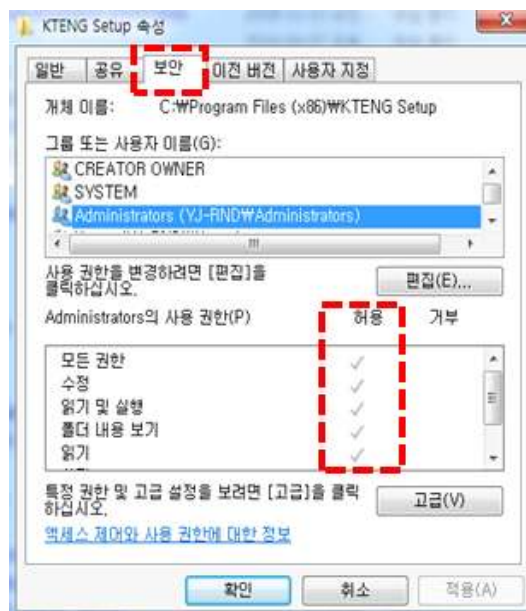 KTENG Setup 속성
일반 공유 보안 이전 버전 사용자 지정
개체 이름: C:₩Program Files (x86)₩KTENG Setup
그룹 또는 사용자 이름(G):
CREATOR OWNER
SYSTEM
Administrators (YJ-RND₩Administrators)
사용 권한을 변경하려면 [편집]을
클릭하십시오.
편집(E)...
Administrators의 사용 권한(P) 허용 거부
모든 권한
수정
읽기 및 실행
폴더 내용 보기
읽기
특정 권한 및 고급 설정을 보려면 [고급]을 클릭
하십시오.
고급(V)
액세스 제어와 사용 권한에 대한 정보
확인 취소 적용(A)